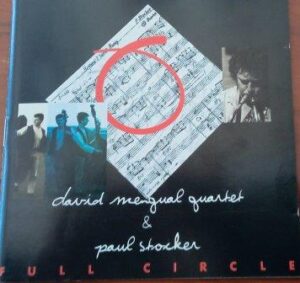 david mengual quartet
&
paul stocker
FULL CIRCLE